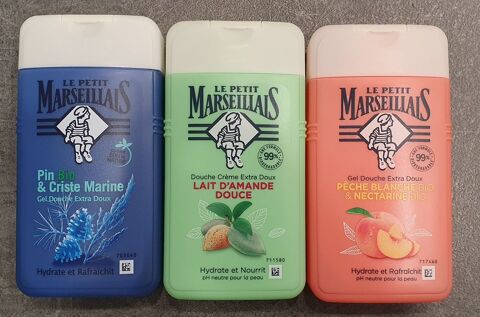 LE PETIT
MARSEILLAIS
Pin Bio
& Criste Marine
Gel Douche Extra Doux
Hydrate et Rafraîchit
LE PETIT
MARSEILLAIS
99%
Douche Crème Extra Doux
LAIT D'AMANDE
DOUCE
711580
Hydrate et Nourrit
pH neutre pour la peau
LE PETIT
MARSEILLAIS
99%
Gel Douche Extra Doux
PÊCHE BLANCHE BIO
& NECTARINE BIO
717460
Hydrate et Rafraîchit
pH neutre pour la peau